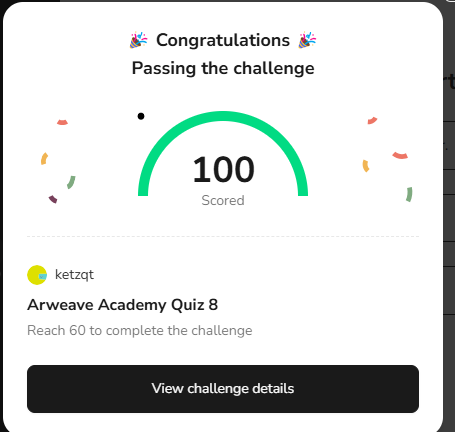 🎉 Congratulations 🎉
Passing the challenge
100
Scored
ketzqt
Arweave Academy Quiz 8
Reach 60 to complete the challenge
View challenge details